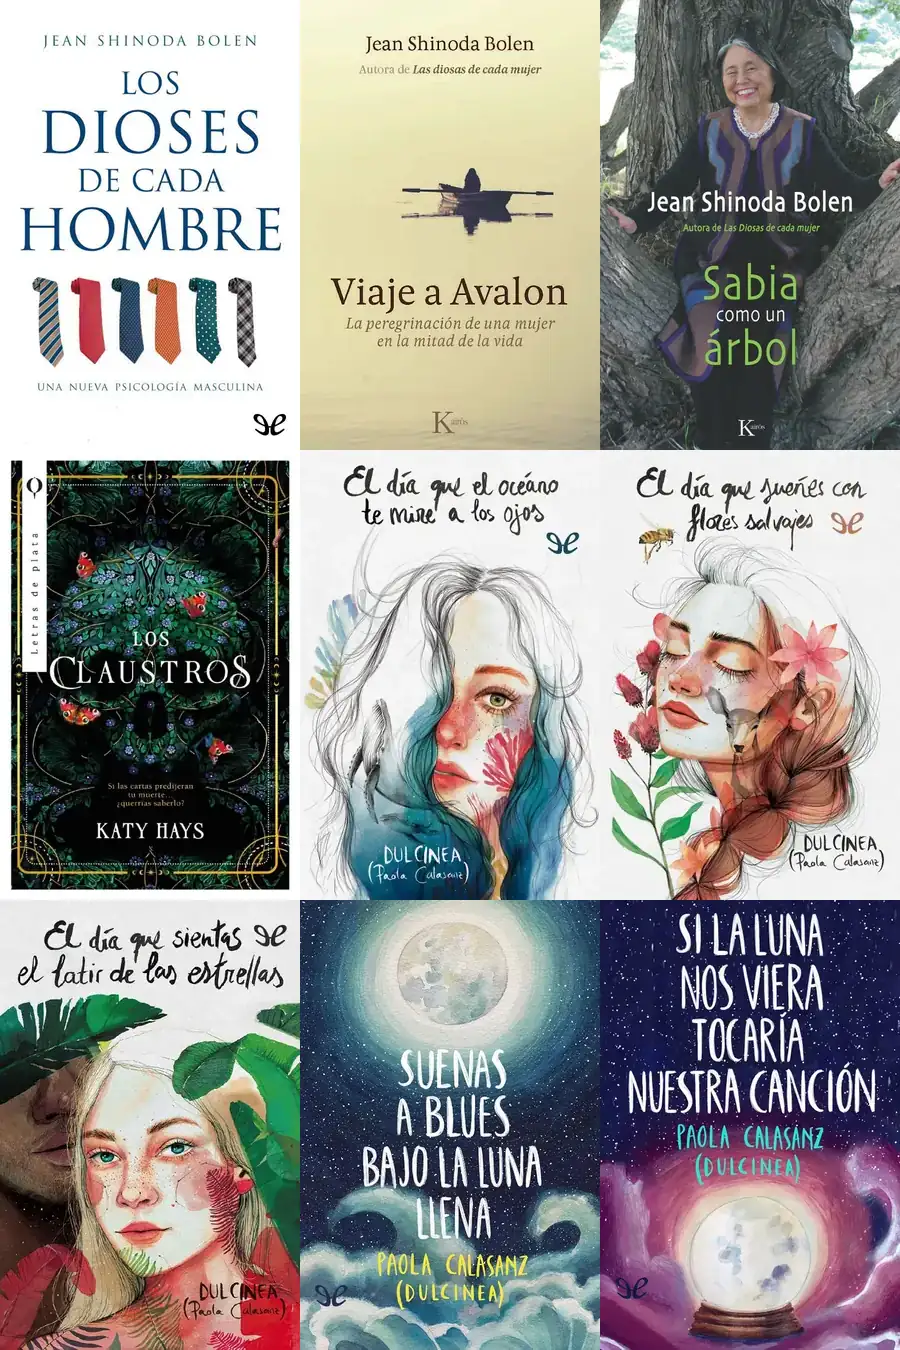 JEAN SHINODA BOLEN
LOS
DIOSES
DE CADA
HOMBRE
UNA NUEVA PSICOLOGÍA MASCULINA
Jean Shinoda Bolen
Autora de Las diosas de cada mujer
Viaje a Avalon
La peregrinación de una mujer
en la mitad de la vida
Kairós
Jean Shinoda Bolen
Autora de Las Diosas de cada mujer
Sabia
como un
árbol
Kairós
Letras de plata
LOS
CLAUSTROS
Si las cartas predijeran
tu muerte...
¿querrías saberlo?
KATY HAYS
El día que el océano
te mire a los ojos
DULCINEA
(Paola Calasanz)
El día que sueñes con
flores salvajes
DULCINEA
(Paola Calasanz)
El día que sientas
el latir de las estrellas
DULCINEA
(Paola Calasanz)
SUENAS
A BLUES
BAJO LA LUNA
LLENA
PAOLA CALASANZ
(DULCINEA)
SI LA LUNA
NOS VIERA
TOCARÍA
NUESTRA CANCIÓN
PAOLA CALASANZ
(DULCINEA)